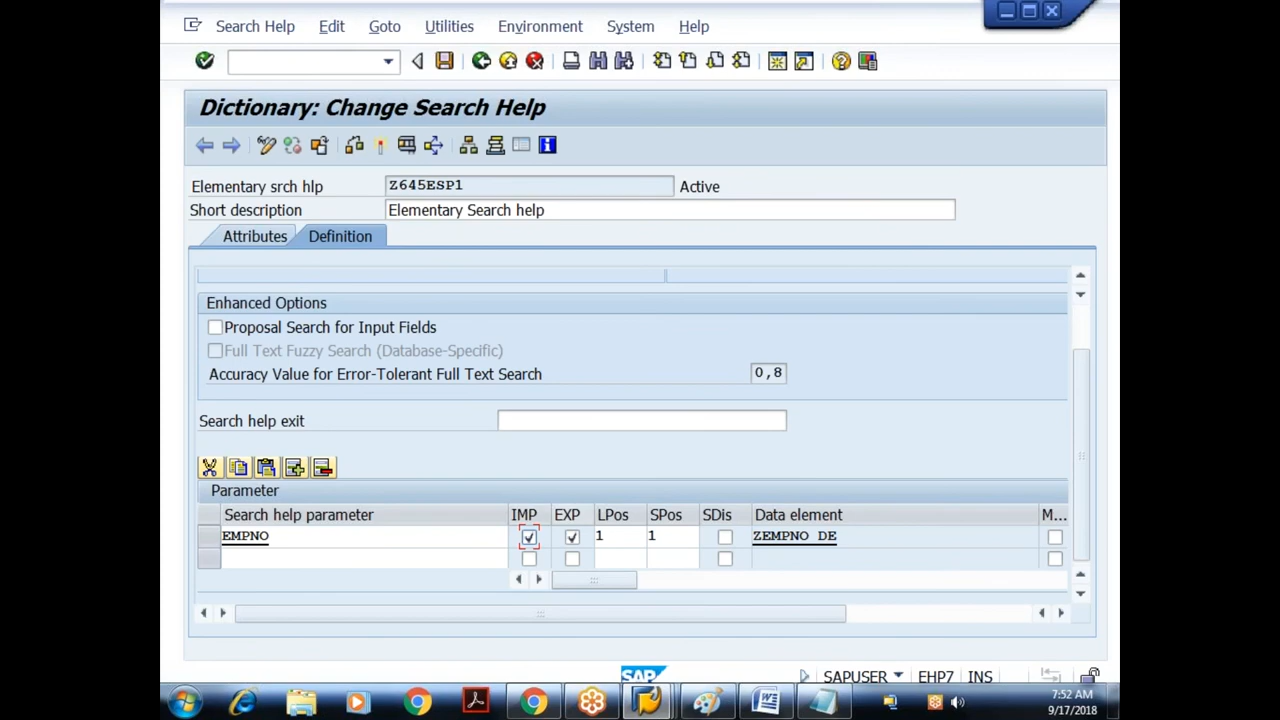 Search Help Edit Goto Utilities Environment System Help
Dictionary: Change Search Help
Elementary srch hlp Z645ESP1 Active
Short description Elementary Search help
Attributes Definition
Enhanced Options
Proposal Search for Input Fields
Full Text Fuzzy Search (Database-Specific)
Accuracy Value for Error-Tolerant Full Text Search 0,8
Search help exit
Parameter
Search help parameter IMP EXP LPos SPos SDis Data element M...
EMPNO 1 1 ZEMPNO_DE
SAP SAPUSER EHP7 INS
7:52 AM
9/17/2018